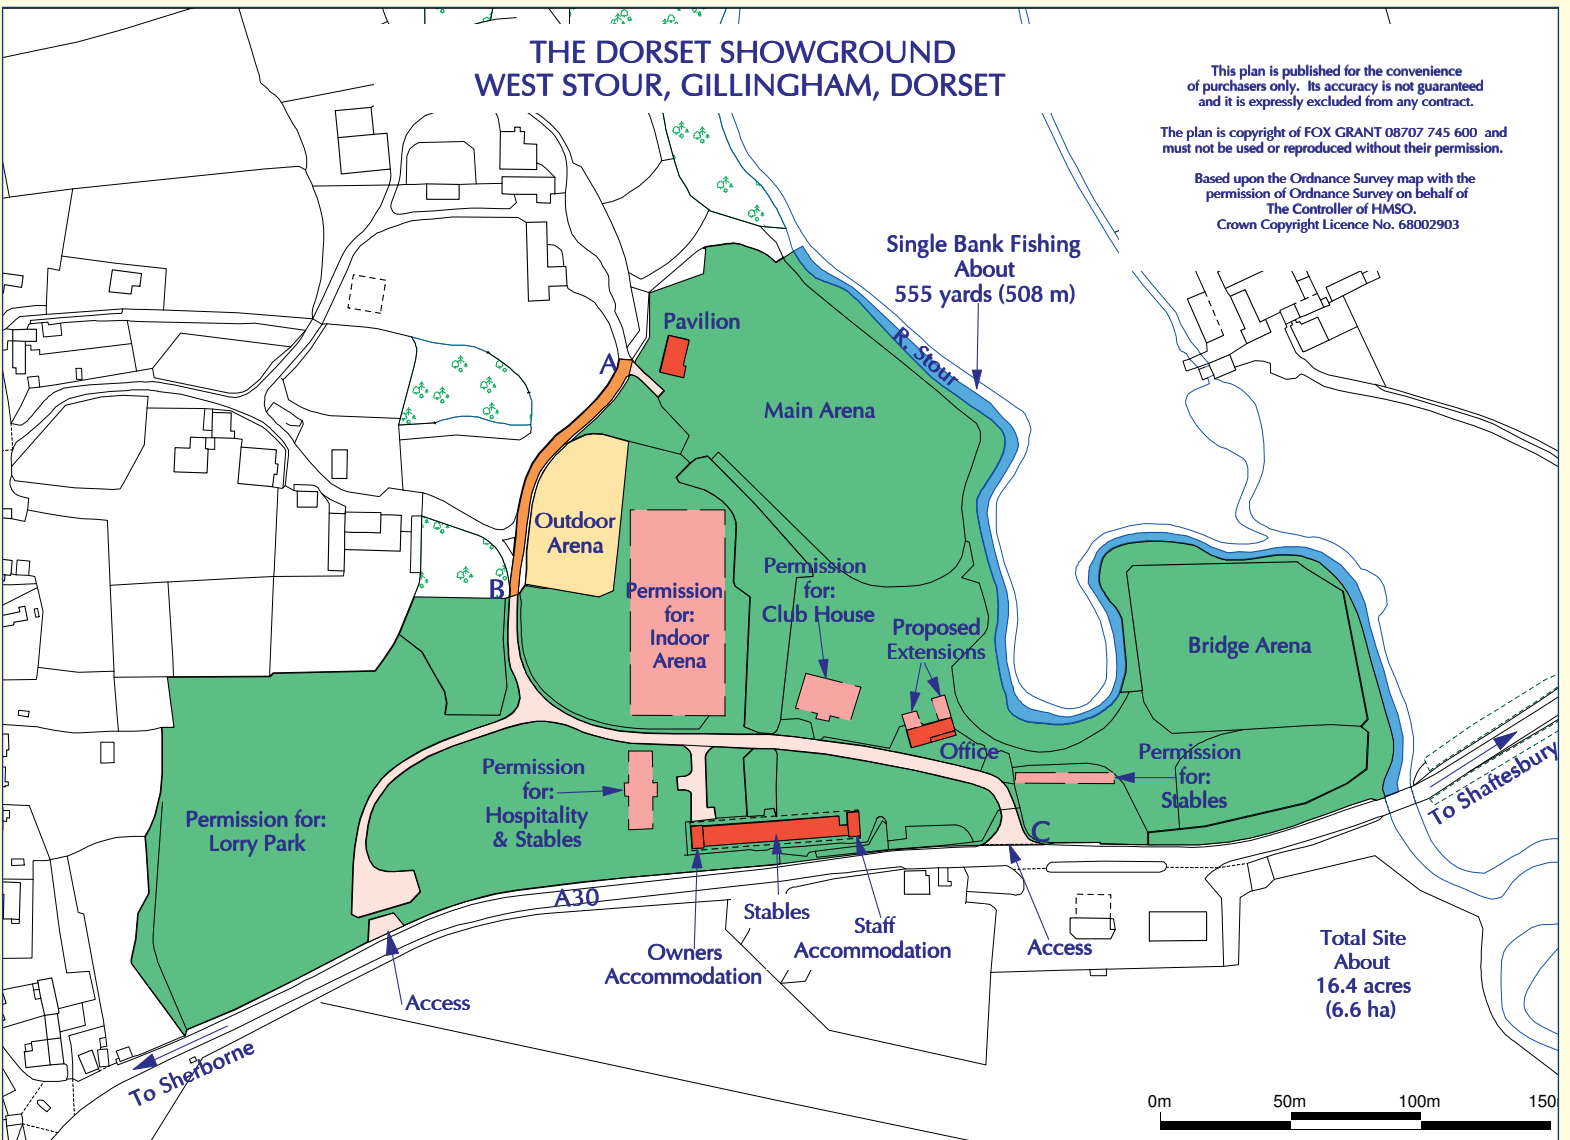 THE DORSET SHOWGROUND
WEST STOUR, GILLINGHAM, DORSET
This plan is published for the convenience
of purchasers only. Its accuracy is not guaranteed
and it is expressly excluded from any contract.
The plan is copyright of FOX GRANT 08707 745 600 and
must not be used or reproduced without their permission.
Based upon the Ordnance Survey map with the
permission of Ordnance Survey on behalf of
The Controller of HMSO.
Crown Copyright Licence No. 68002903
Single Bank Fishing
About
555 yards (508 m)
R. Stour
Pavilion
A
Main Arena
Outdoor
Arena
B
Permission
for:
Indoor
Arena
Permission
for:
Club House
Proposed
Extensions
Bridge Arena
Office
Permission
for:
Stables
Permission
for:
Hospitality
& Stables
Permission for:
Lorry Park
C
To Shaftesbury
A30
Stables
Staff
Accommodation
Owners
Accommodation
Access
Access
To Sherborne
Total Site
About
16.4 acres
(6.6 ha)
0m 50m 100m 150